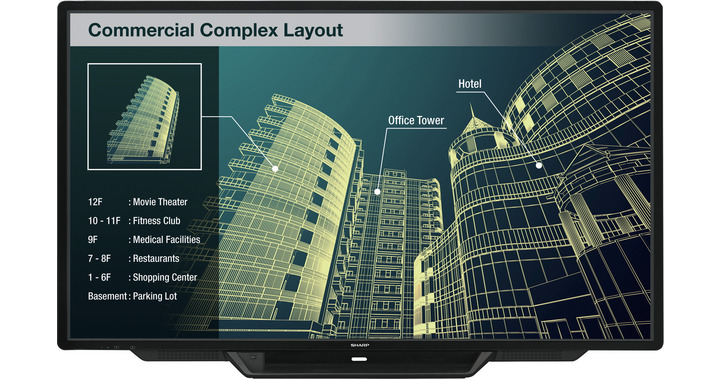 Commercial Complex Layout
Hotel
Office Tower
12F : Movie Theater
10 - 11F : Fitness Club
9F : Medical Facilities
7 - 8F : Restaurants
1 - 6F : Shopping Center
Basement : Parking Lot
SHARP